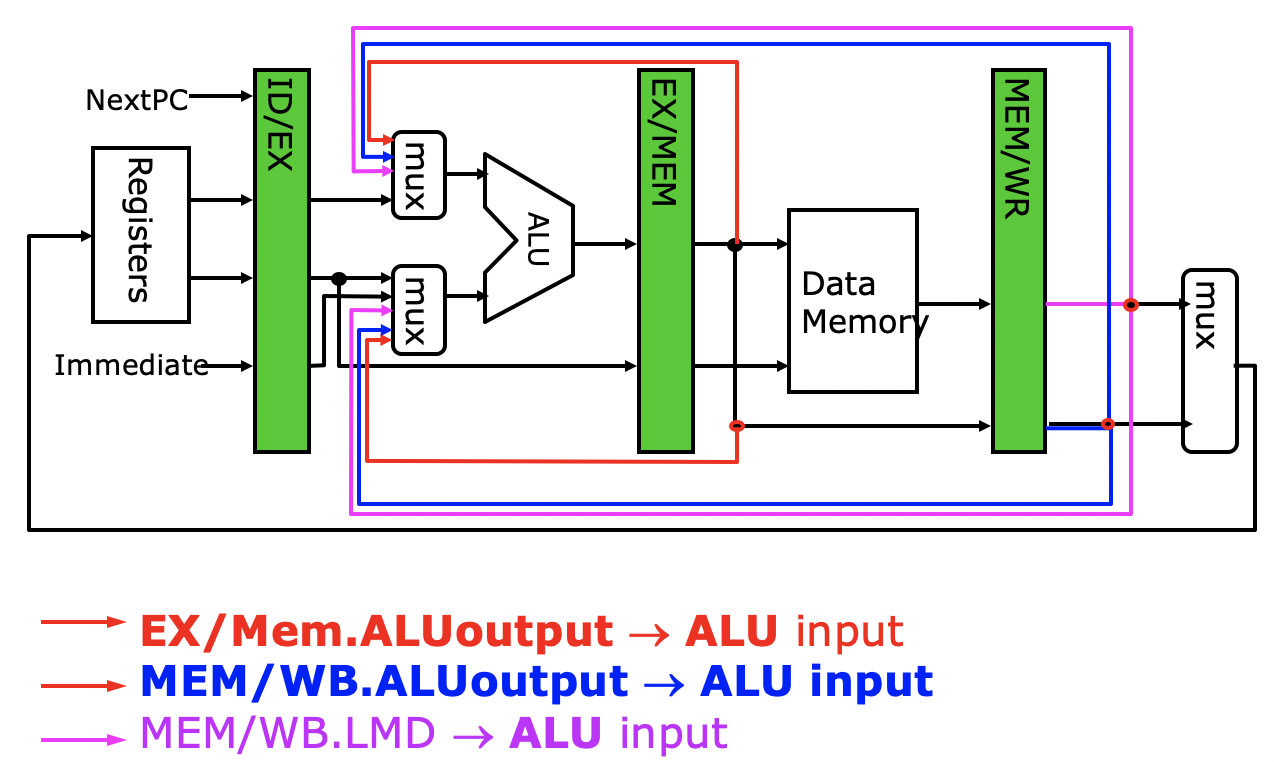 NextPC
Registers
Immediate
ID/EX
mux
mux
ALU
EX/MEM
Data
Memory
MEM/WR
mux
EX/Mem.ALUoutput → ALU input
MEM/WB.ALUoutput → ALU input
MEM/WB.LMD → ALU input